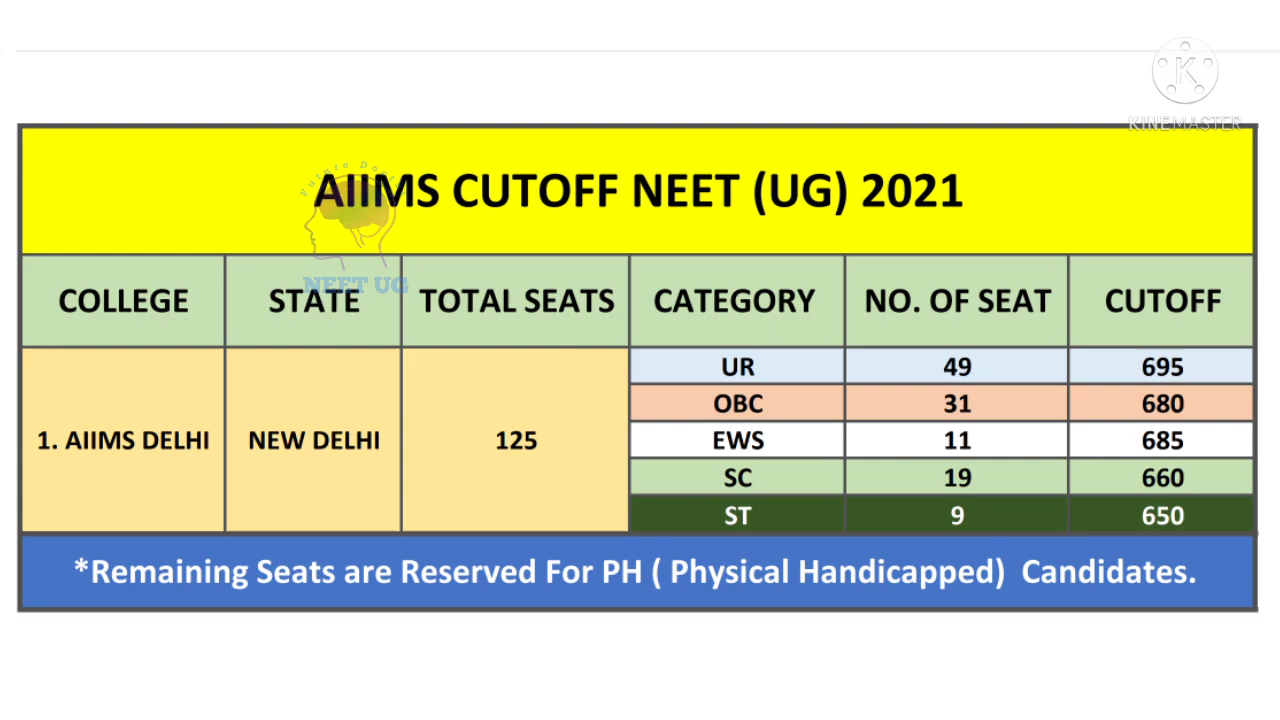 KINEMASTER
AIIMS CUTOFF NEET (UG) 2021
NEET UG
COLLEGE STATE TOTAL SEATS CATEGORY NO. OF SEAT CUTOFF
UR 49 695
OBC 31 680
1. AIIMS DELHI NEW DELHI 125 EWS 11 685
SC 19 660
ST 9 650
*Remaining Seats are Reserved For PH ( Physical Handicapped) Candidates.